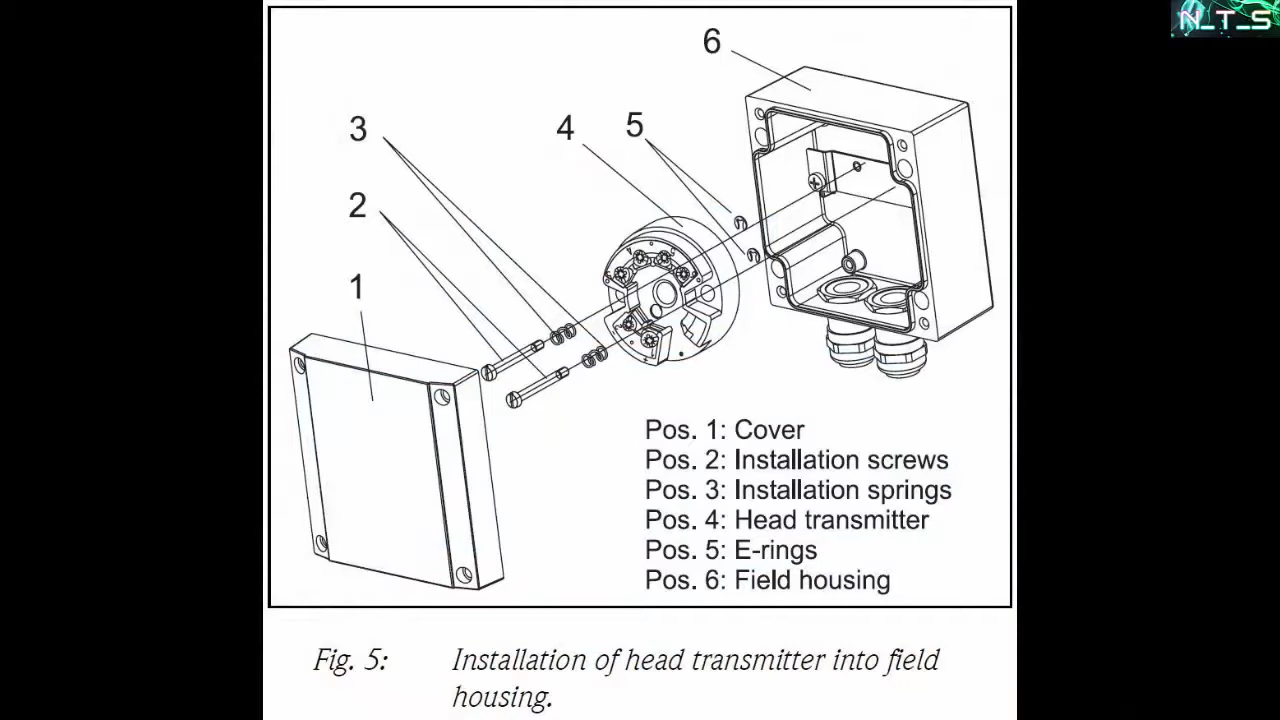 N_T_S
6
3
4
5
2
1
Pos. 1: Cover
Pos. 2: Installation screws
Pos. 3: Installation springs
Pos. 4: Head transmitter
Pos. 5: E-rings
Pos. 6: Field housing
Fig. 5: Installation of head transmitter into field
housing.